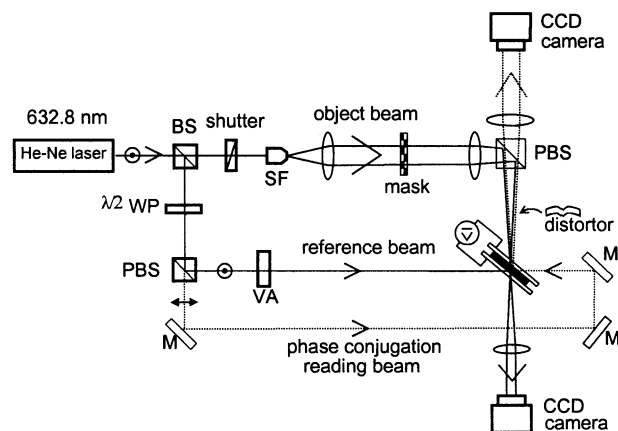 CCD
camera
632.8 nm
He-Ne laser
BS
shutter
SF
object beam
mask
PBS
λ/2 WP
distortor
PBS
VA
reference beam
V
M
M
phase conjugation
reading beam
M
CCD
camera